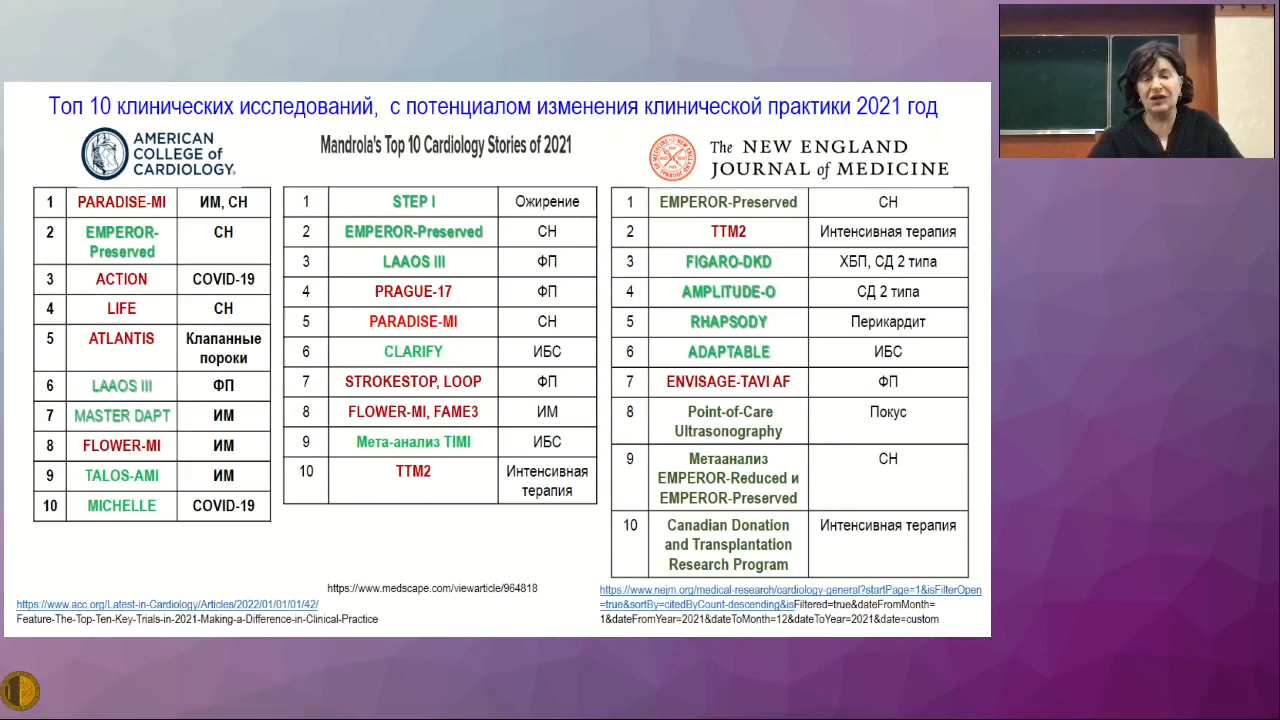 Топ 10 клинических исследований, с потенциалом изменения клинической практики 2021 год
AMERICAN
COLLEGE of
CARDIOLOGY
1 PARADISE-MI ИМ, СН
2 EMPEROR- СН
Preserved
3 ACTION COVID-19
4 LIFE СН
5 ATLANTIS Клапанные
пороки
6 LAAOS III ФП
7 MASTER DAPT ИМ
8 FLOWER-MI ИМ
9 TALOS-AMI ИМ
10 MICHELLE COVID-19
Mandrola's Top 10 Cardiology Stories of 2021
1 STEP I Ожирение
2 EMPEROR-Preserved СН
3 LAAOS III ФП
4 PRAGUE-17 ФП
5 PARADISE-MI СН
6 CLARIFY ИБС
7 STROKESTOP, LOOP ФП
8 FLOWER-MI, FAME3 ИМ
9 Мета-анализ TIMI ИБС
10 TTM2 Интенсивная
терапия
The NEW ENGLAND
JOURNAL of MEDICINE
1 EMPEROR-Preserved СН
2 TTM2 Интенсивная терапия
3 FIGARO-DKD ХБП, СД 2 типа
4 AMPLITUDE-O СД 2 типа
5 RHAPSODY Перикардит
6 ADAPTABLE ИБС
7 ENVISAGE-TAVI AF ФП
8 Point-of-Care Покус
Ultrasonography
9 Метаанализ СН
EMPEROR-Reduced и
EMPEROR-Preserved
10 Canadian Donation Интенсивная терапия
and Transplantation
Research Program
https://www.acc.org/Latest-in-Cardiology/Articles/2022/01/01/01/42/
Feature-The-Top-Ten-Key-Trials-in-2021-Making-a-Difference-in-Clinical-Practice
https://www.medscape.com/viewarticle/964818
https://www.nejm.org/medical-research/cardiology-general?startPage=1&isFilterOpen
=true&sortBy=citedByCount-descending&isFiltered=true&dateFromMonth=
1&dateFromYear=2021&dateToMonth=12&dateToYear=2021&date=custom